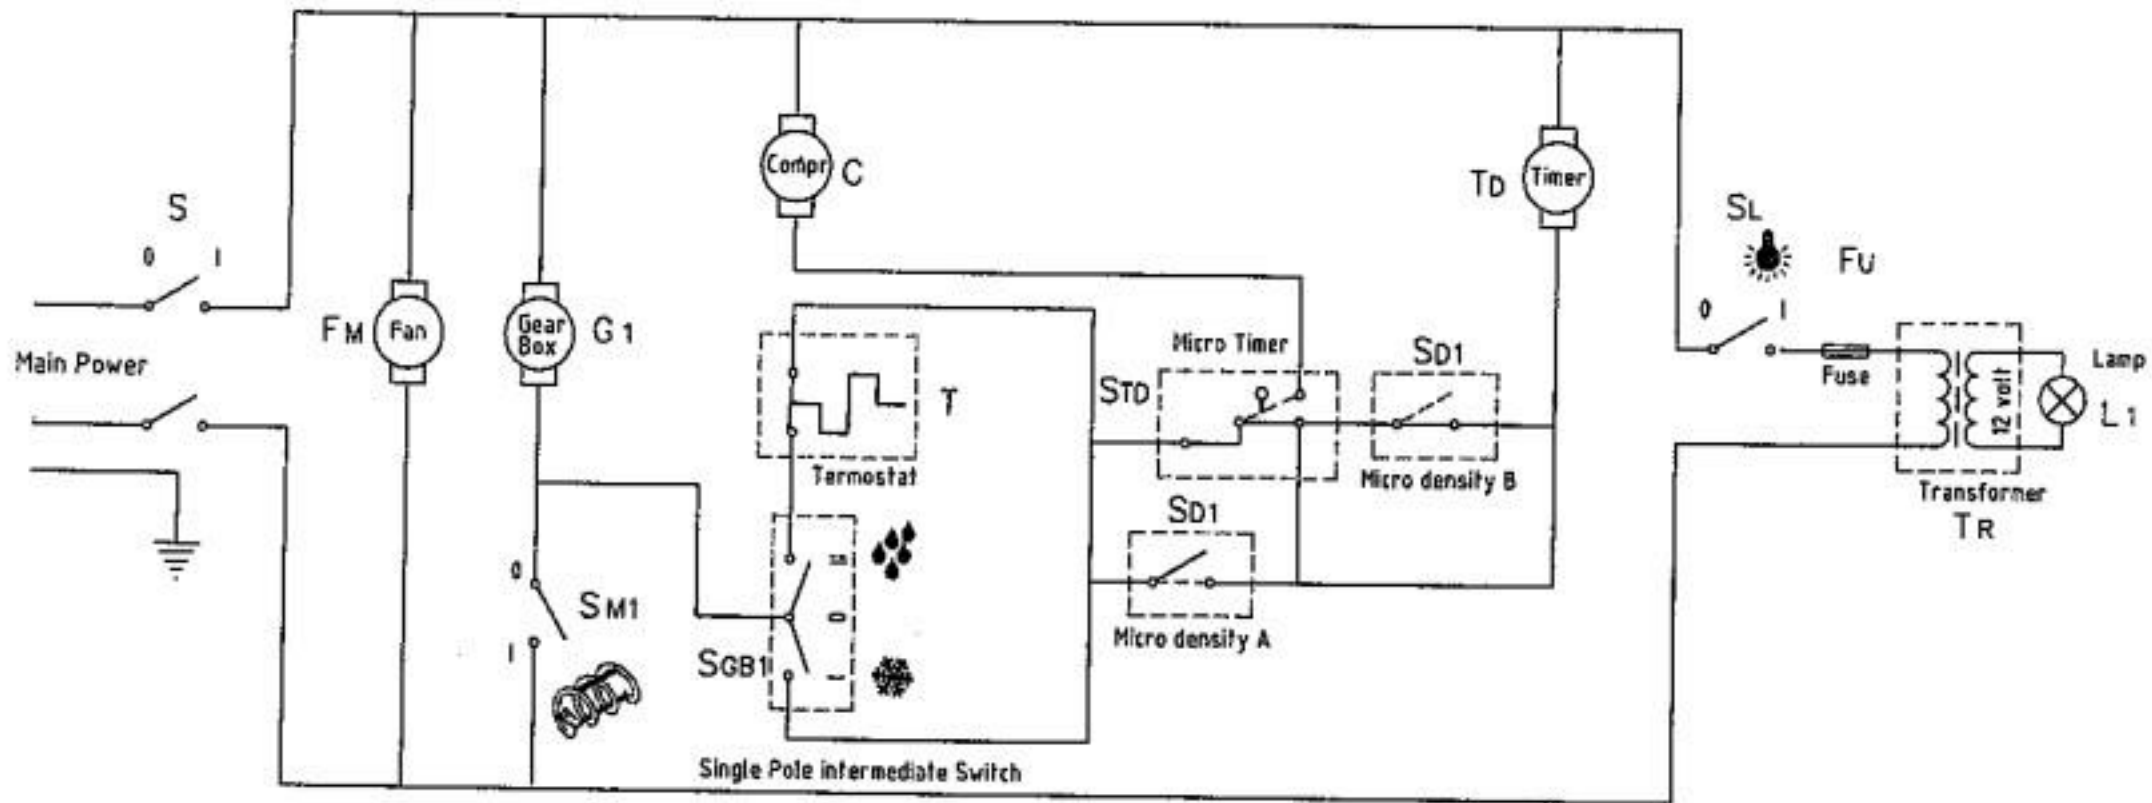 S
0 I
Main Power
FM Fan
Gear Box G1
Compr C
TD Timer
SL
0 I
FU
Fuse
12 volt
Lamp
L1
Transformer
TR
T
Termostat
Micro Timer
STD
SD1
Micro density B
SD1
Micro density A
0
SM1
I
II
0
I
SGB1
Single Pole intermediate Switch